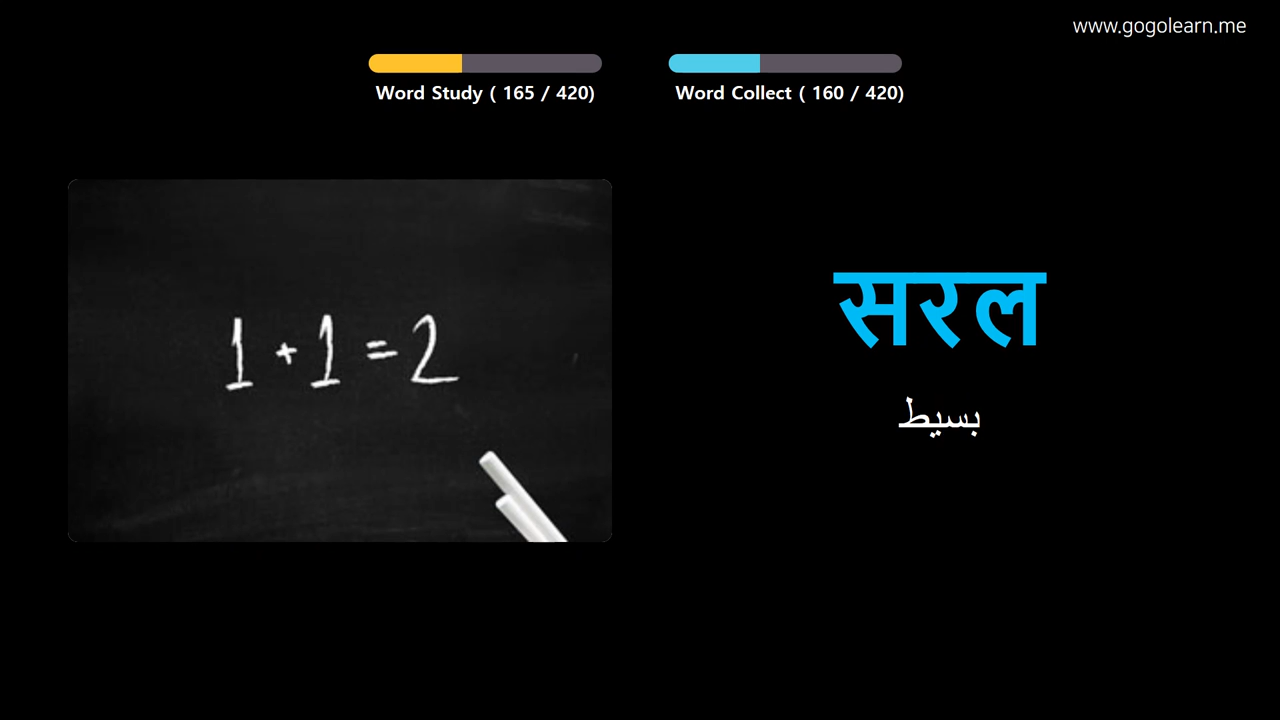 www.gogolearn.me
Word Study ( 165 / 420)
Word Collect ( 160 / 420)
1 + 1 = 2
सरल
بسيط